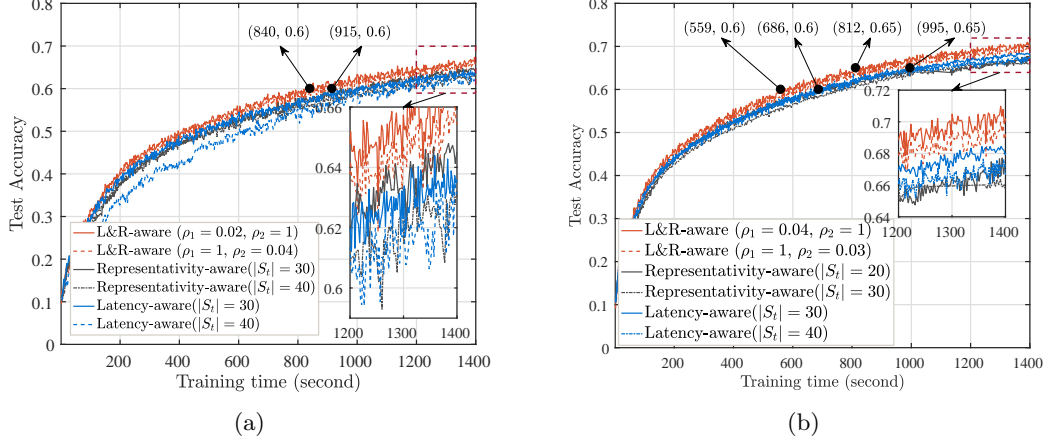 (840, 0.6)
(915, 0.6)
0.8
0.7
0.6
0.5
0.4
0.3
0.2
0.1
0
Test Accuracy
0.66
0.64
0.62
0.6
1200
1300
1400
L&R-aware (ρ₁ = 0.02, ρ₂ = 1)
L&R-aware (ρ₁ = 1, ρ₂ = 0.04)
Representativity-aware(|Sₜ| = 30)
Representativity-aware(|Sₜ| = 40)
Latency-aware(|Sₜ| = 30)
Latency-aware(|Sₜ| = 40)
200
400
600
800
1000
1200
1400
Training time (second)
(a)
(559, 0.6)
(686, 0.6)
(812, 0.65)
(995, 0.65)
0.8
0.7
0.6
0.5
0.4
0.3
0.2
0.1
0
Test Accuracy
0.72
0.7
0.68
0.66
0.64
1200
1300
1400
L&R-aware (ρ₁ = 0.04, ρ₂ = 1)
L&R-aware (ρ₁ = 1, ρ₂ = 0.03)
Representativity-aware(|Sₜ| = 20)
Representativity-aware(|Sₜ| = 30)
Latency-aware(|Sₜ| = 30)
Latency-aware(|Sₜ| = 40)
200
400
600
800
1000
1200
1400
Training time (second)
(b)